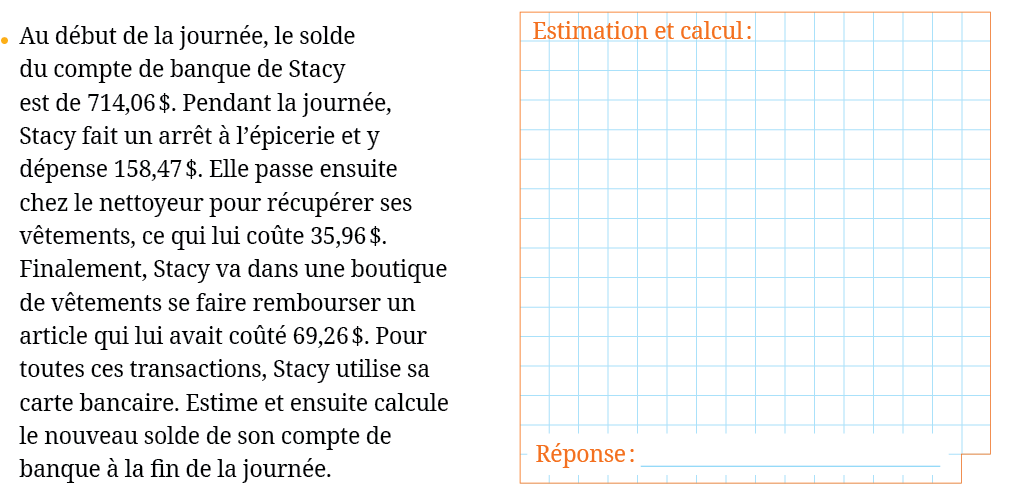 • Au début de la journée, le solde
du compte de banque de Stacy
est de 714,06 $. Pendant la journée,
Stacy fait un arrêt à l’épicerie et y
dépense 158,47 $. Elle passe ensuite
chez le nettoyeur pour récupérer ses
vêtements, ce qui lui coûte 35,96 $.
Finalement, Stacy va dans une boutique
de vêtements se faire rembourser un
article qui lui avait coûté 69,26 $. Pour
toutes ces transactions, Stacy utilise sa
carte bancaire. Estime et ensuite calcule
le nouveau solde de son compte de
banque à la fin de la journée.
Estimation et calcul :
Réponse :